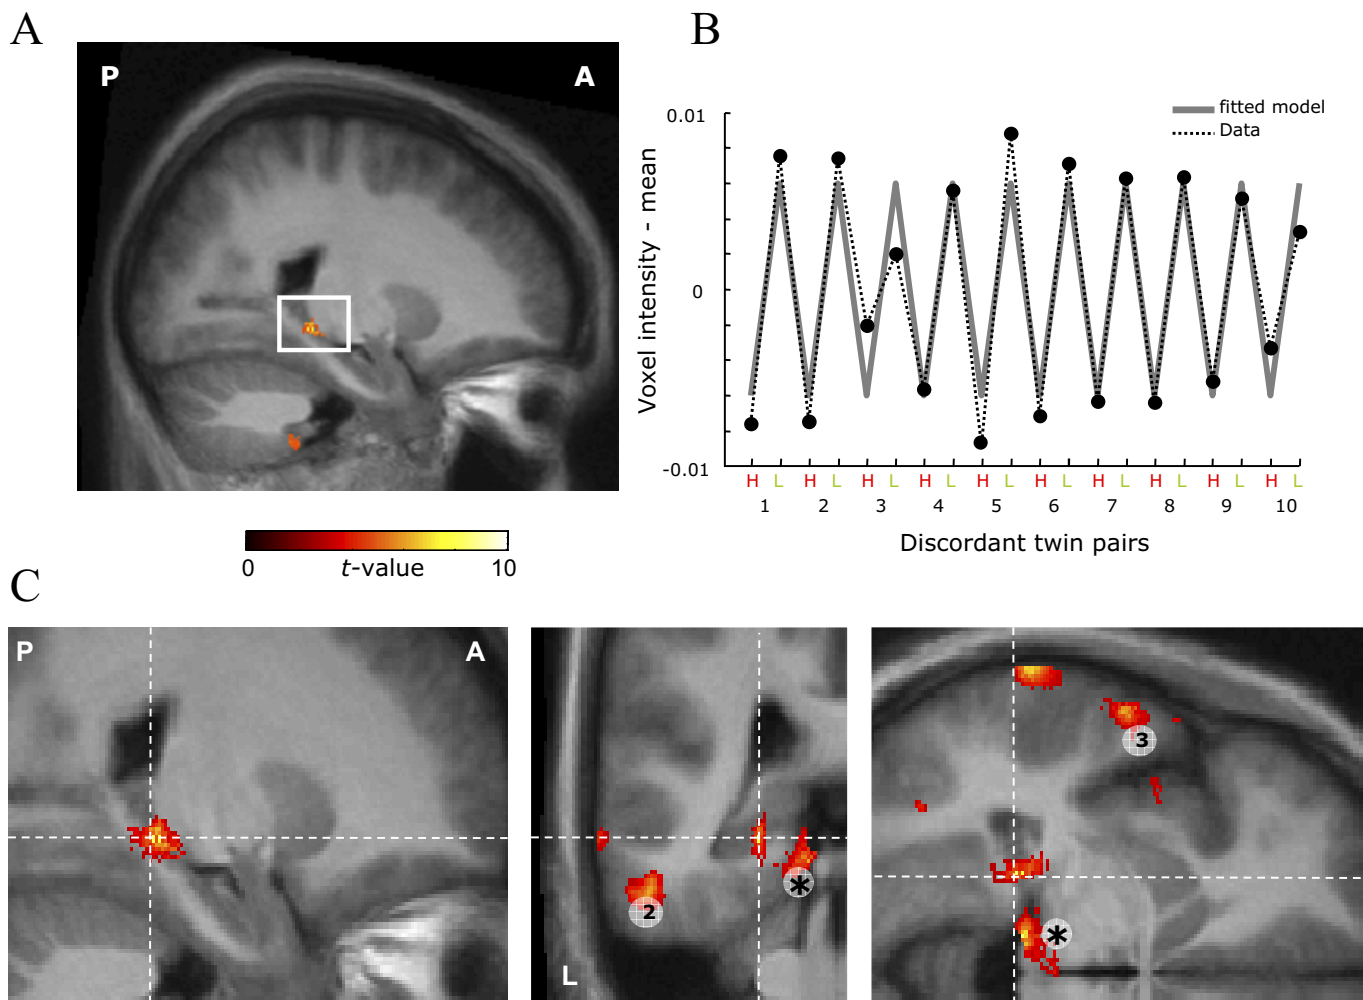 A
P
A
B
fitted model
Data
0.01
0
-0.01
Voxel intensity - mean
H L H L H L H L H L H L H L H L H L H L
1 2 3 4 5 6 7 8 9 10
Discordant twin pairs
0 t-value 10
C
P
A
2
*
L
3
*